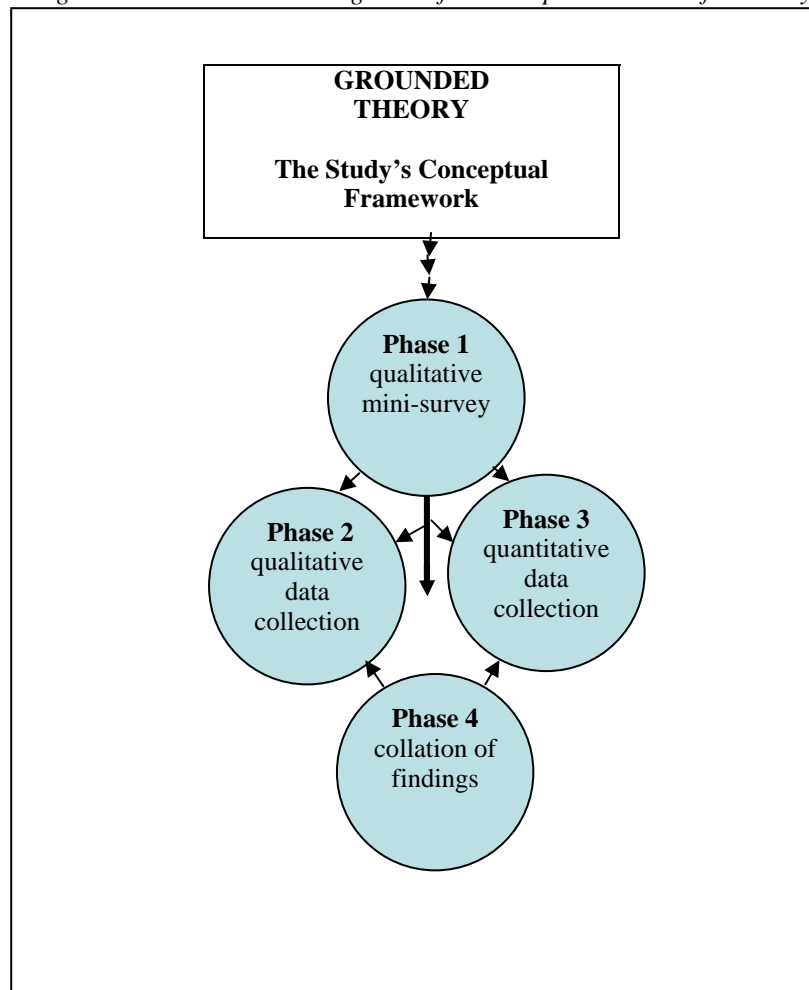 GROUNDED
THEORY
The Study's Conceptual
Framework
Phase 1
qualitative
mini-survey
Phase 2
qualitative
data
collection
Phase 3
quantitative
data
collection
Phase 4
collation of
findings